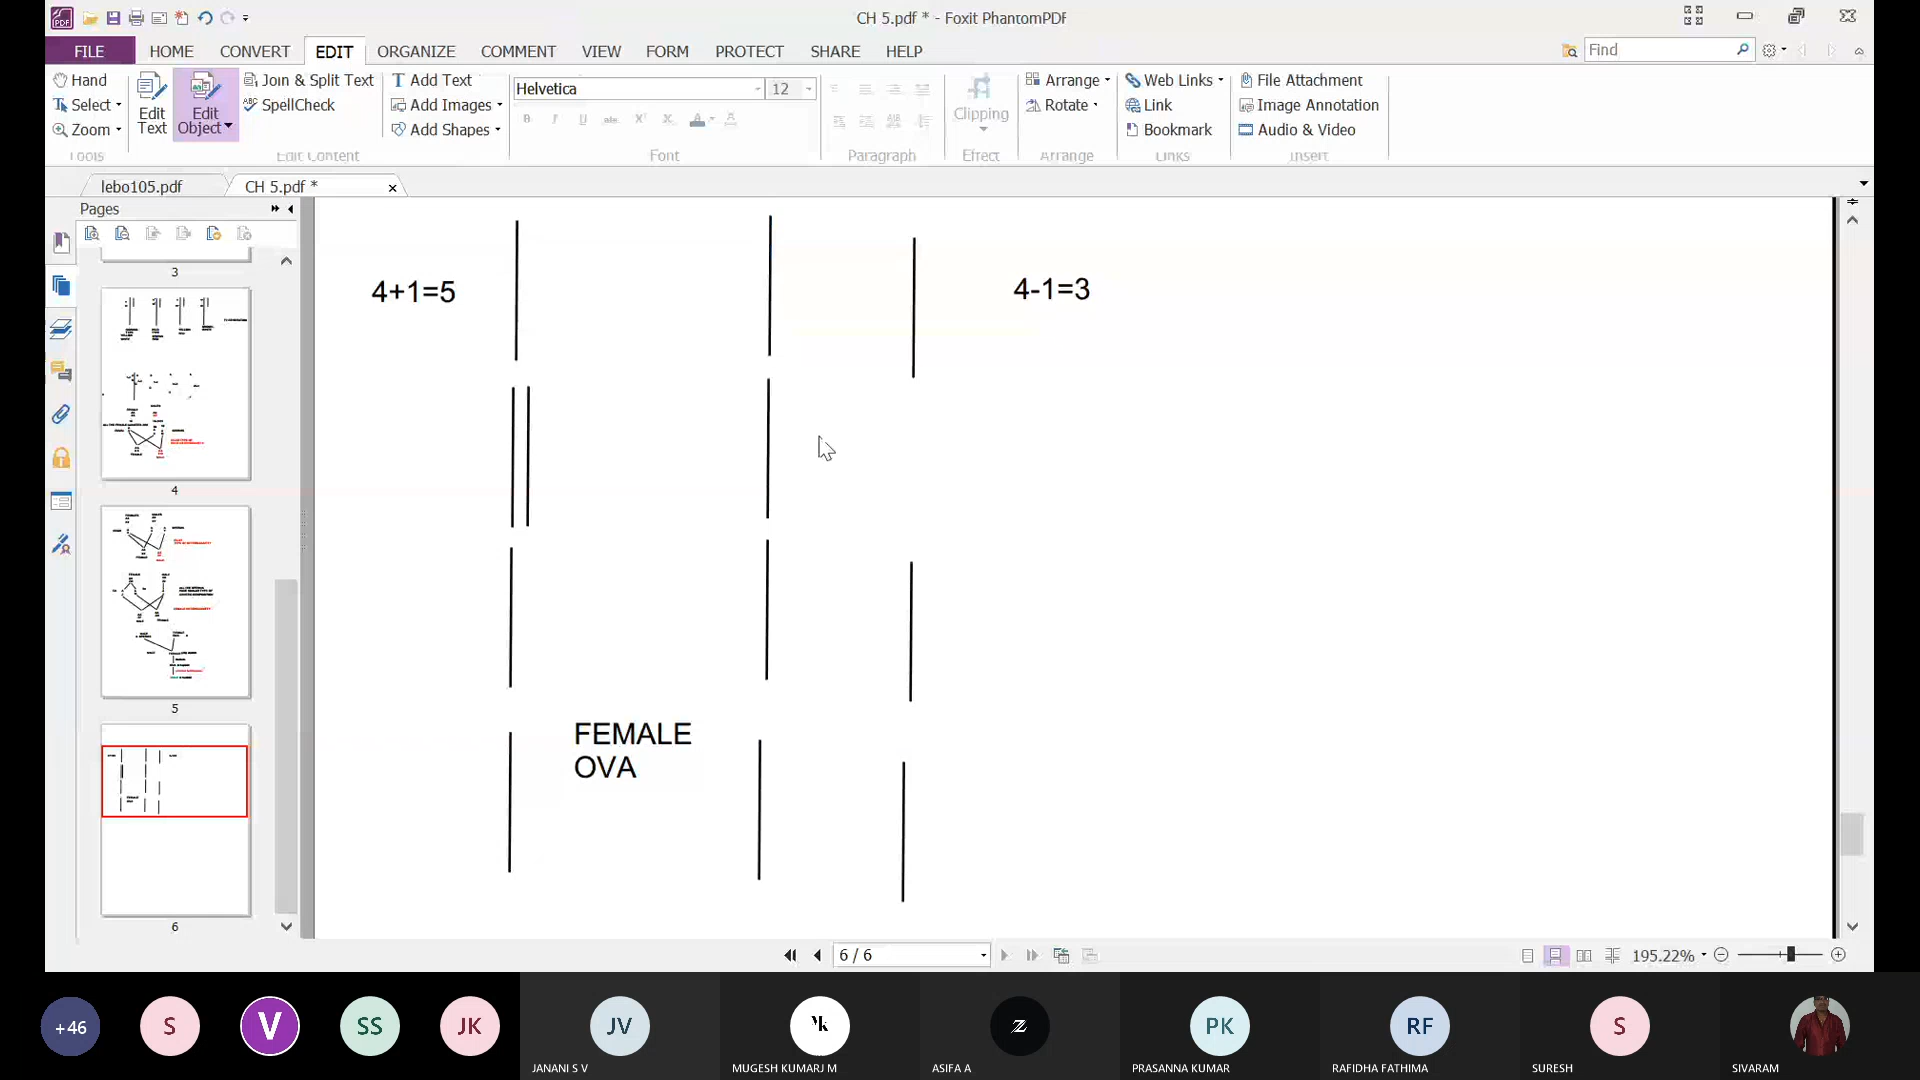 CH 5.pdf * - Foxit PhantomPDF
FILE HOME CONVERT EDIT ORGANIZE COMMENT VIEW FORM PROTECT SHARE HELP
Find
Hand
Select
Zoom
Tools
Edit Text
Edit Object
Join & Split Text
SpellCheck
Edit Content
Add Text
Add Images
Add Shapes
Helvetica 12
Font
Paragraph
Clipping
Effect
Arrange
Rotate
Arrange
Web Links
Link
Bookmark
Links
File Attachment
Image Annotation
Audio & Video
Insert
lebo105.pdf
CH 5.pdf *
Pages
3
4
5
6
4+1=5
4-1=3
FEMALE
OVA
6 / 6
195.22%
+46 S V SS JK JV PK RF S
JANANI S V MUGESH KUMARJ M ASIFA A PRASANNA KUMAR RAFIDHA FATHIMA SURESH SIVARAM